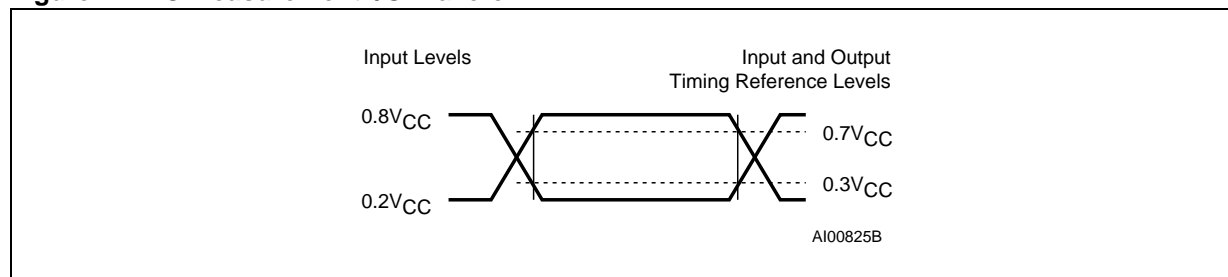 Input Levels
Input and Output
Timing Reference Levels
0.8VCC
0.7VCC
0.3VCC
0.2VCC
AI00825B